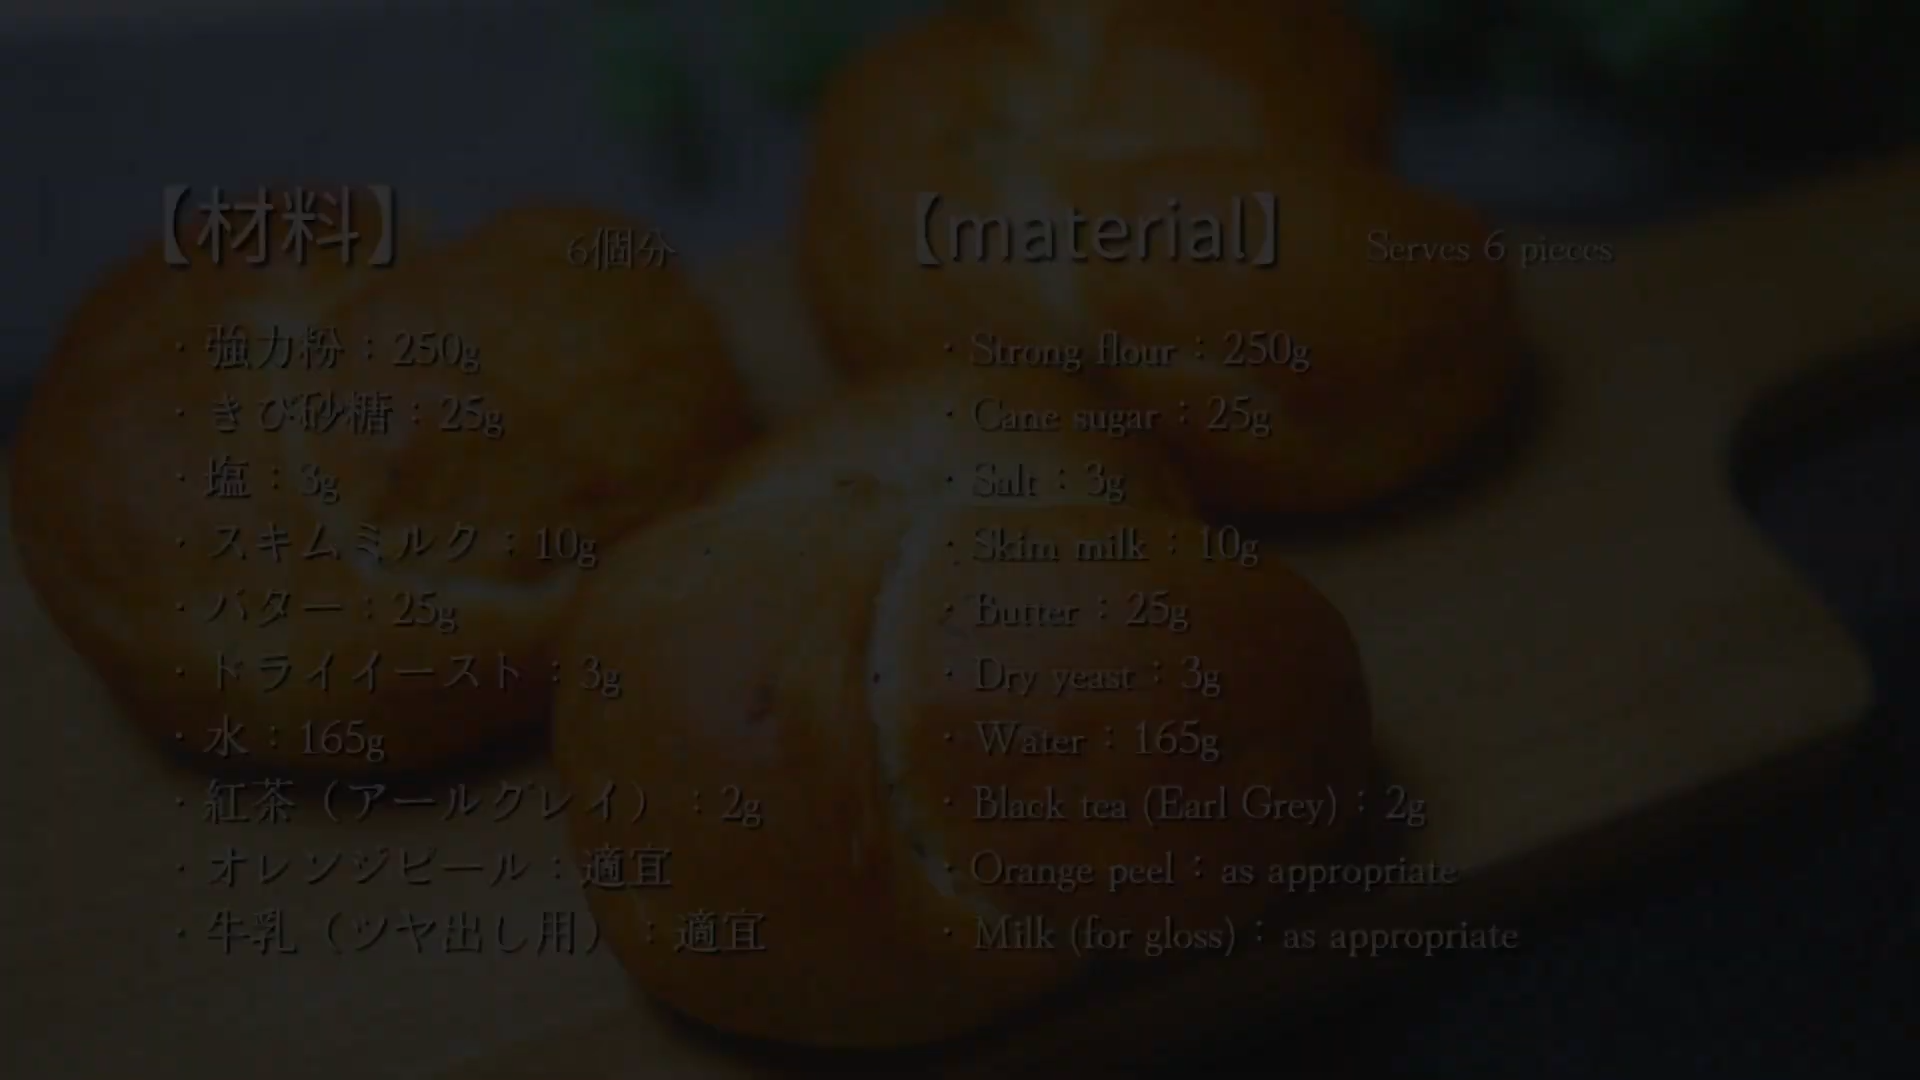 【材料】 6個分
・強力粉：250g
・きび砂糖：25g
・塩：3g
・スキムミルク：10g
・バター：25g
・ドライイースト：3g
・水：165g
・紅茶（アールグレイ）：2g
・オレンジピール：適宜
・牛乳（ツヤ出し用）：適宜
【material】 Serves 6 pieces
・Strong flour：250g
・Cane sugar：25g
・Salt：3g
・Skim milk：10g
・Butter：25g
・Dry yeast：3g
・Water：165g
・Black tea (Earl Grey)：2g
・Orange peel：as appropriate
・Milk (for gloss)：as appropriate